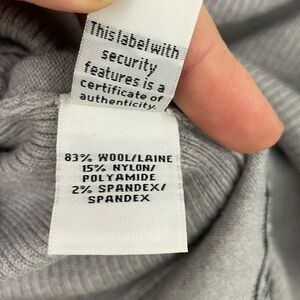 This label with
security
features is a
certificate of
authenticity.
83% WOOL/LAINE
15% NYLON/
POLYAMIDE
2% SPANDEX/
SPANDEX